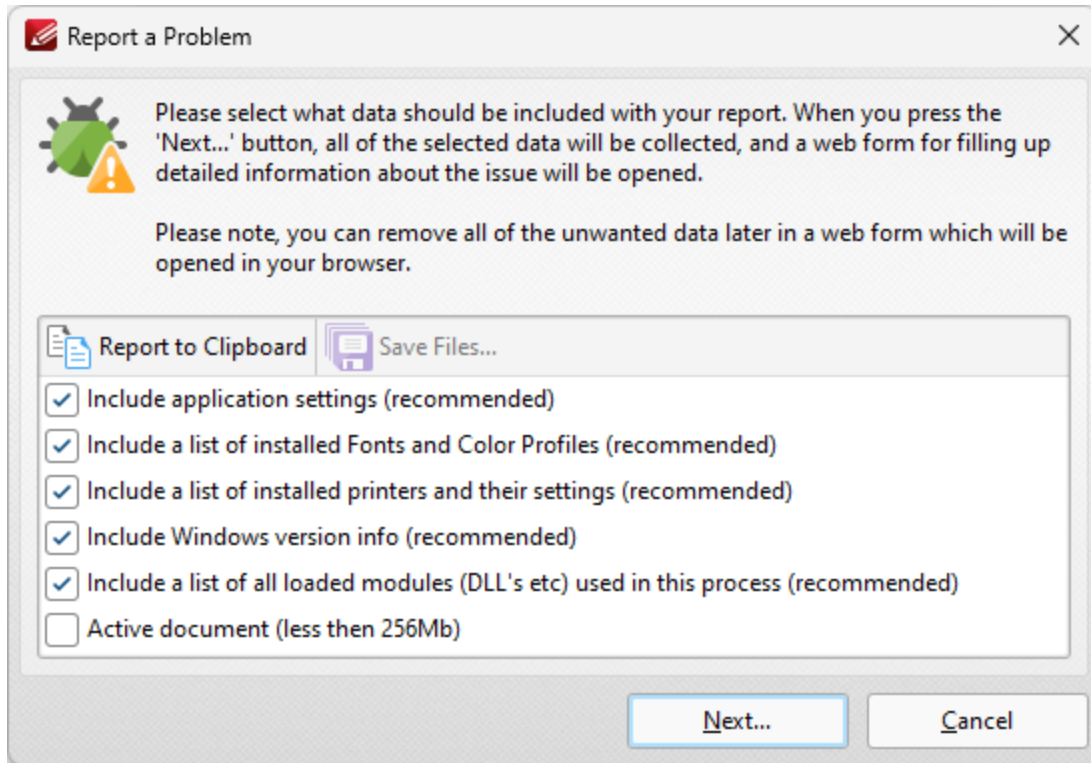 Report a Problem
Please select what data should be included with your report. When you press the
'Next...' button, all of the selected data will be collected, and a web form for filling up
detailed information about the issue will be opened.
Please note, you can remove all of the unwanted data later in a web form which will be
opened in your browser.
Report to Clipboard
Save Files...
Include application settings (recommended)
Include a list of installed Fonts and Color Profiles (recommended)
Include a list of installed printers and their settings (recommended)
Include Windows version info (recommended)
Include a list of all loaded modules (DLL's etc) used in this process (recommended)
Active document (less then 256Mb)
Next...
Cancel